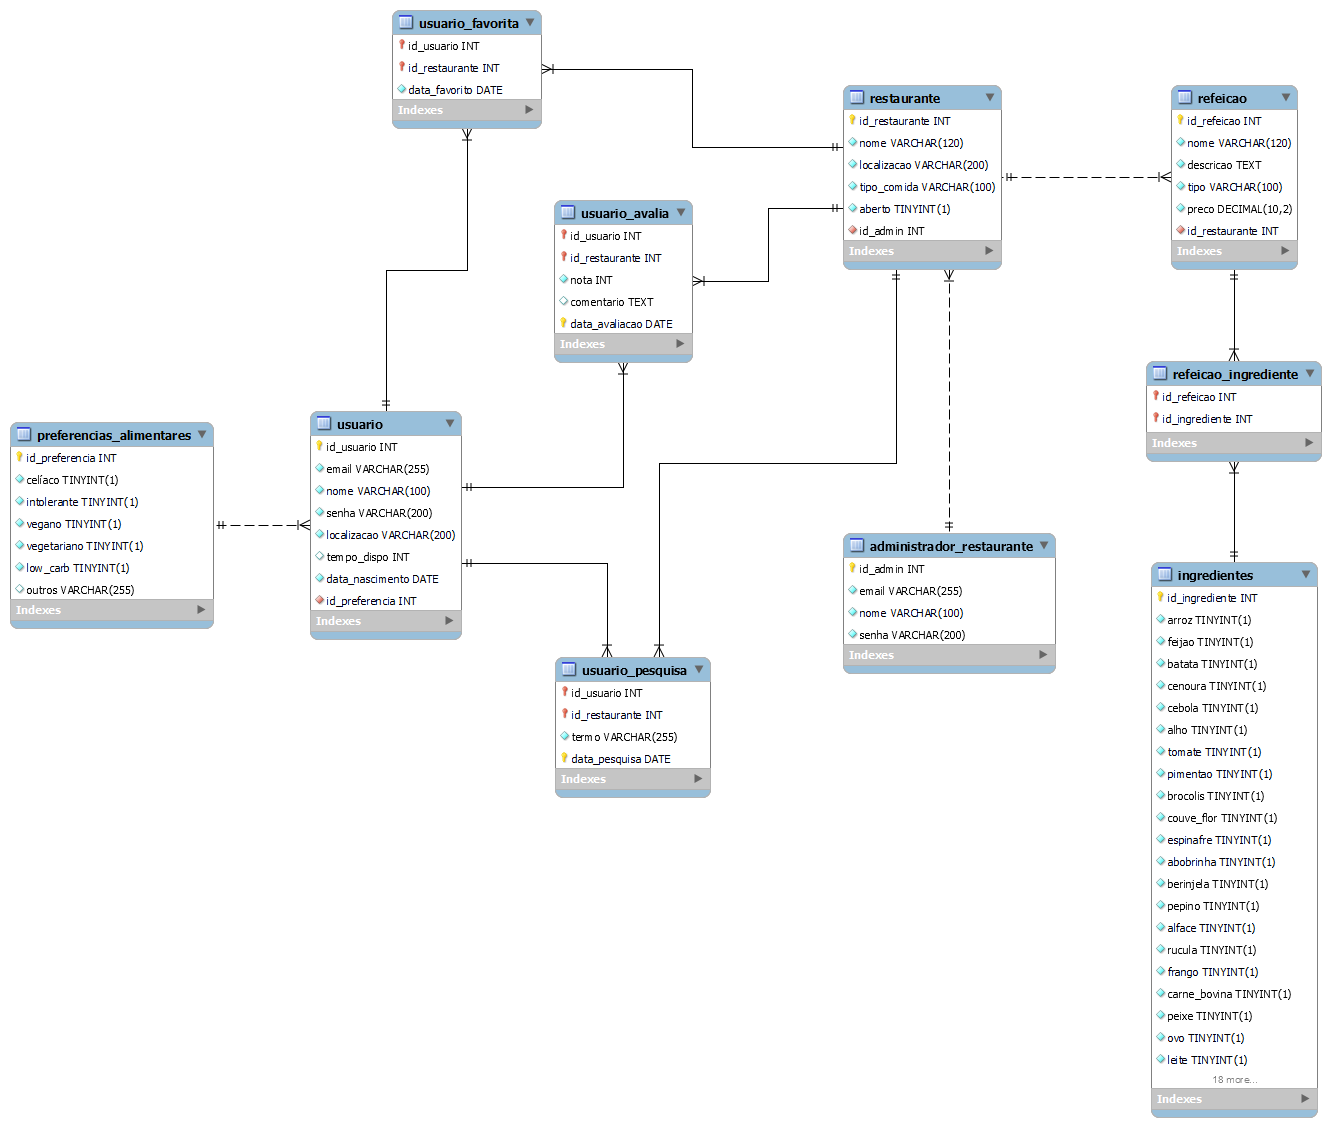 usuario_favorita
id_usuario INT
id_restaurante INT
data_favorito DATE
Indexes
restaurante
id_restaurante INT
nome VARCHAR(120)
localizacao VARCHAR(200)
tipo_comida VARCHAR(100)
aberto TINYINT(1)
id_admin INT
Indexes
refeicao
id_refeicao INT
nome VARCHAR(120)
descricao TEXT
tipo VARCHAR(100)
preco DECIMAL(10,2)
id_restaurante INT
Indexes
usuario_avalia
id_usuario INT
id_restaurante INT
nota INT
comentario TEXT
data_avaliacao DATE
Indexes
refeicao_ingrediente
id_refeicao INT
id_ingrediente INT
Indexes
preferencias_alimentares
id_preferencia INT
celíaco TINYINT(1)
intolerante TINYINT(1)
vegano TINYINT(1)
vegetariano TINYINT(1)
low_carb TINYINT(1)
outros VARCHAR(255)
Indexes
usuario
id_usuario INT
email VARCHAR(255)
nome VARCHAR(100)
senha VARCHAR(200)
localizacao VARCHAR(200)
tempo_dispo INT
data_nascimento DATE
id_preferencia INT
Indexes
administrador_restaurante
id_admin INT
email VARCHAR(255)
nome VARCHAR(100)
senha VARCHAR(200)
Indexes
usuario_pesquisa
id_usuario INT
id_restaurante INT
termo VARCHAR(255)
data_pesquisa DATE
Indexes
ingredientes
id_ingrediente INT
arroz TINYINT(1)
feijao TINYINT(1)
batata TINYINT(1)
cenoura TINYINT(1)
cebola TINYINT(1)
alho TINYINT(1)
tomate TINYINT(1)
pimentao TINYINT(1)
brocolis TINYINT(1)
couve_flor TINYINT(1)
espinafre TINYINT(1)
abobrinha TINYINT(1)
berinjela TINYINT(1)
pepino TINYINT(1)
alface TINYINT(1)
rucula TINYINT(1)
frango TINYINT(1)
carne_bovina TINYINT(1)
peixe TINYINT(1)
ovo TINYINT(1)
leite TINYINT(1)
18 more...
Indexes